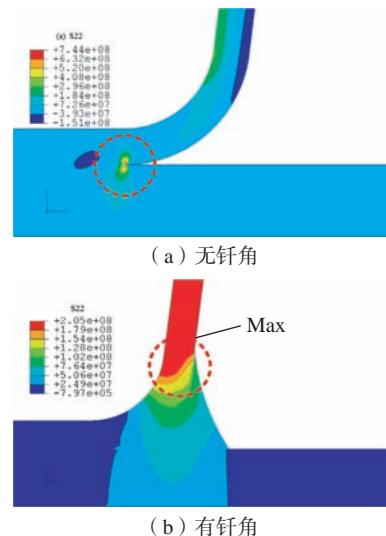 (a) S22
+7.44e+08
+6.32e+08
+5.20e+08
+4.08e+08
+2.96e+08
+1.84e+08
+7.26e+07
-3.93e+07
-1.51e+08
(a)无钎角
S22
+2.05e+08
+1.79e+08
+1.54e+08
+1.28e+08
+1.02e+08
+7.64e+07
+5.06e+07
+2.49e+07
-7.97e+05
Max
(b)有钎角